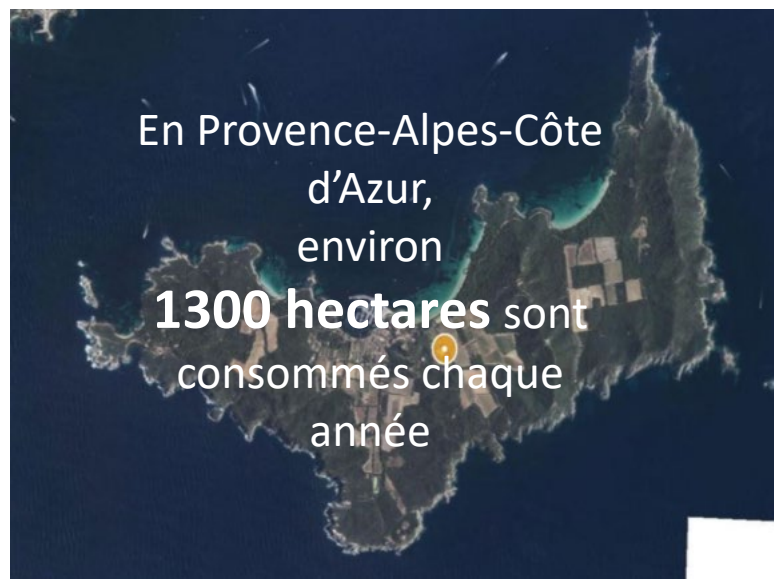 En Provence-Alpes-Côte
d’Azur,
environ
1300 hectares sont
consommés chaque
année